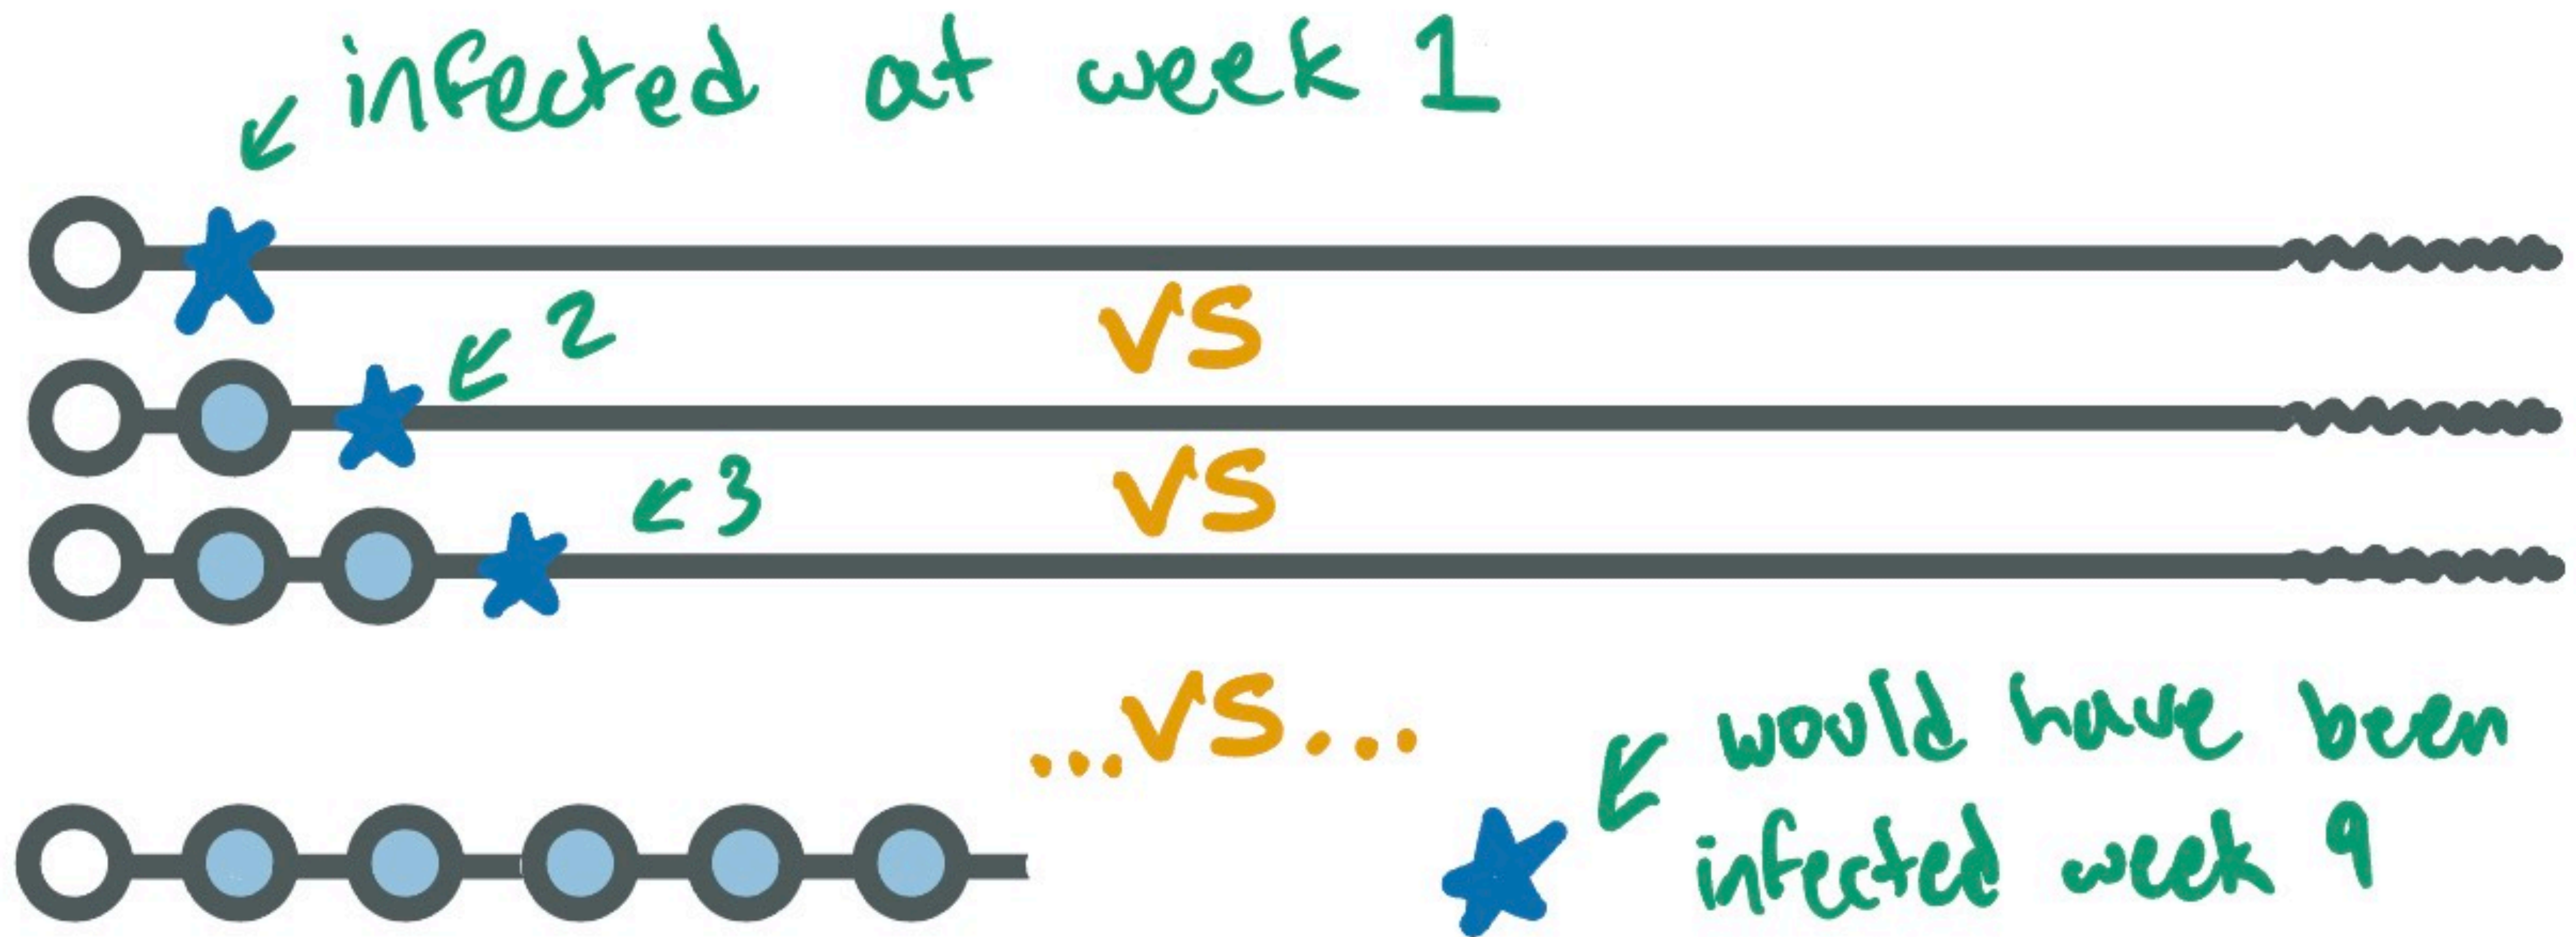 infected at week 1
vs
2
vs
3
...vs...
would have been
infected week 9